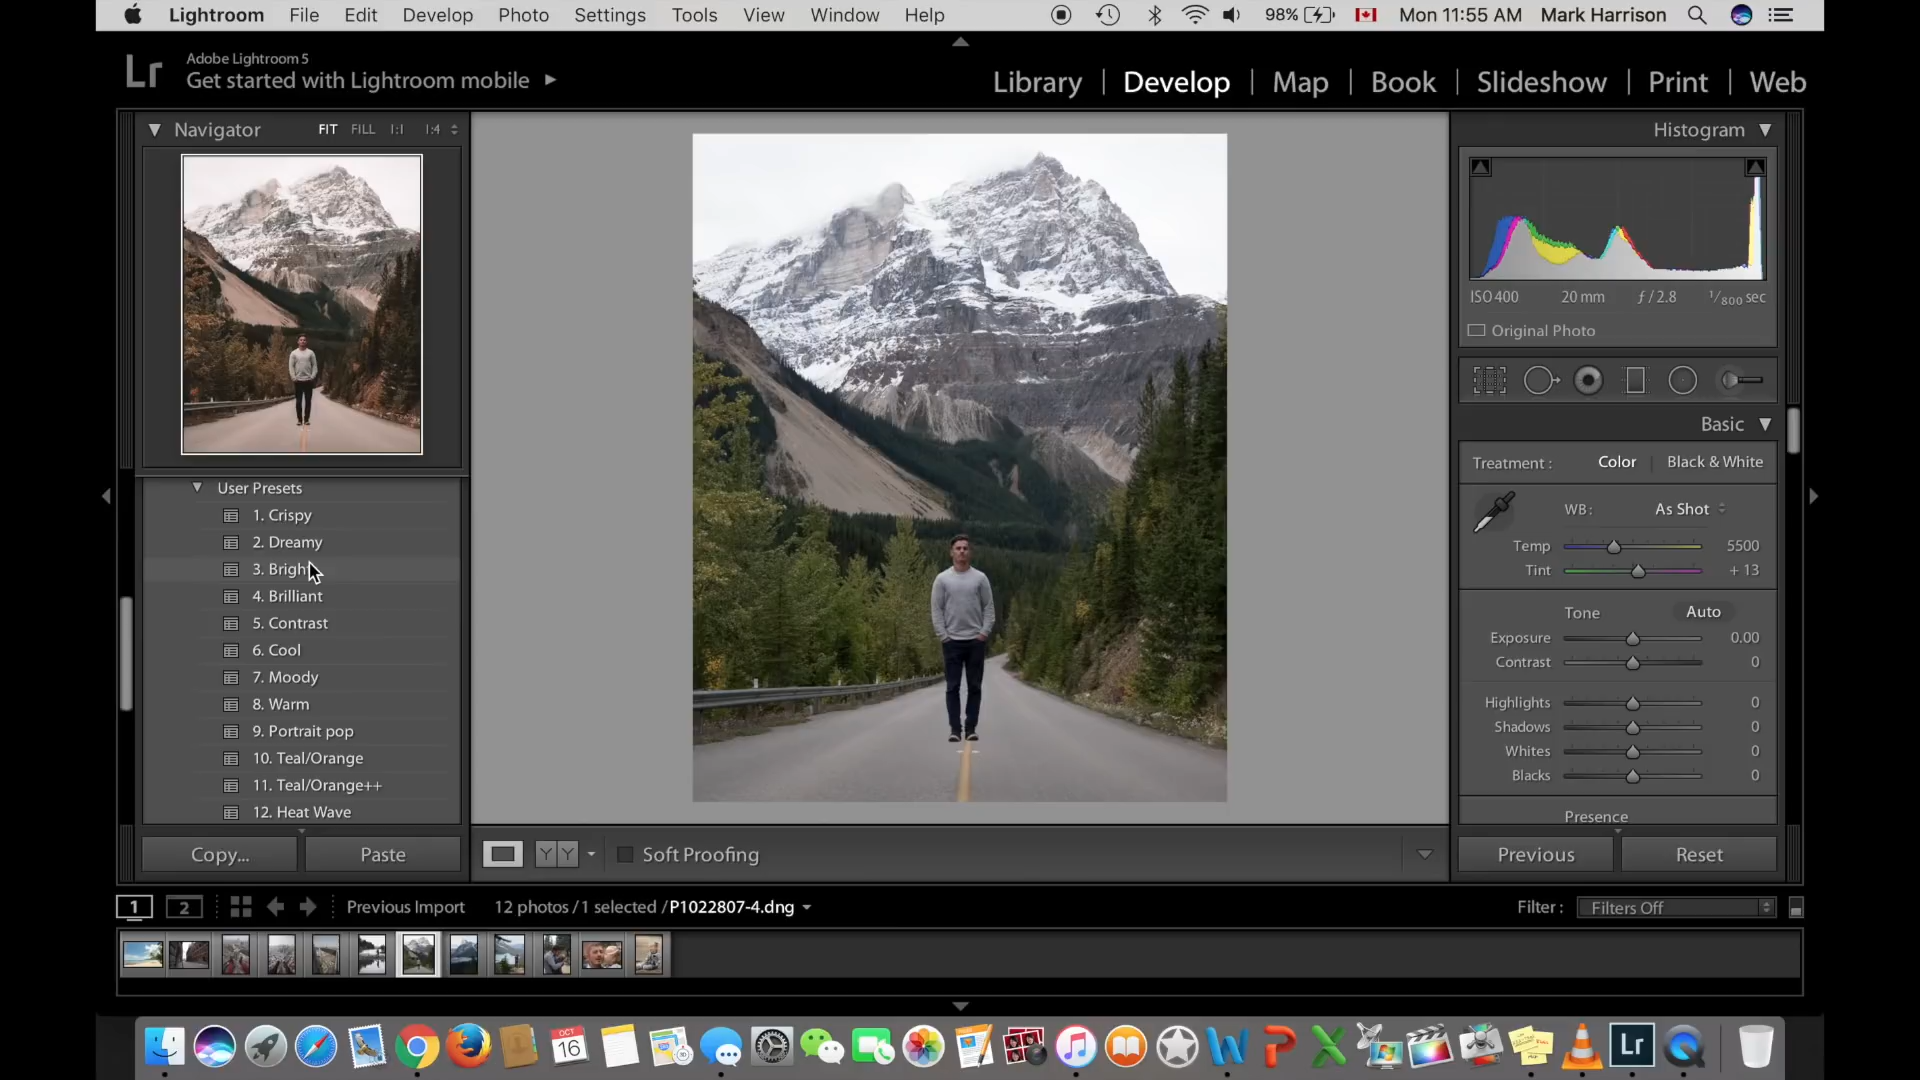 Lightroom File Edit Develop Photo Settings Tools View Window Help 98% Mon 11:55 AM Mark Harrison
Lr Adobe Lightroom 5
Get started with Lightroom mobile
Library | Develop | Map | Book | Slideshow | Print | Web
Navigator FIT FILL 1:1 1:4
Histogram
ISO 400 20 mm ƒ / 2.8 1/800 sec
Original Photo
Basic
Treatment : Color | Black & White
WB : As Shot
Temp 5500
Tint + 13
Tone Auto
Exposure 0.00
Contrast 0
Highlights 0
Shadows 0
Whites 0
Blacks 0
Presence
User Presets
1. Crispy
2. Dreamy
3. Bright
4. Brilliant
5. Contrast
6. Cool
7. Moody
8. Warm
9. Portrait pop
10. Teal/Orange
11. Teal/Orange++
12. Heat Wave
Copy... Paste
YY Soft Proofing
Previous Reset
1 2 Previous Import 12 photos / 1 selected / P1022807-4.dng Filter : Filters Off
OCT
16
Lr